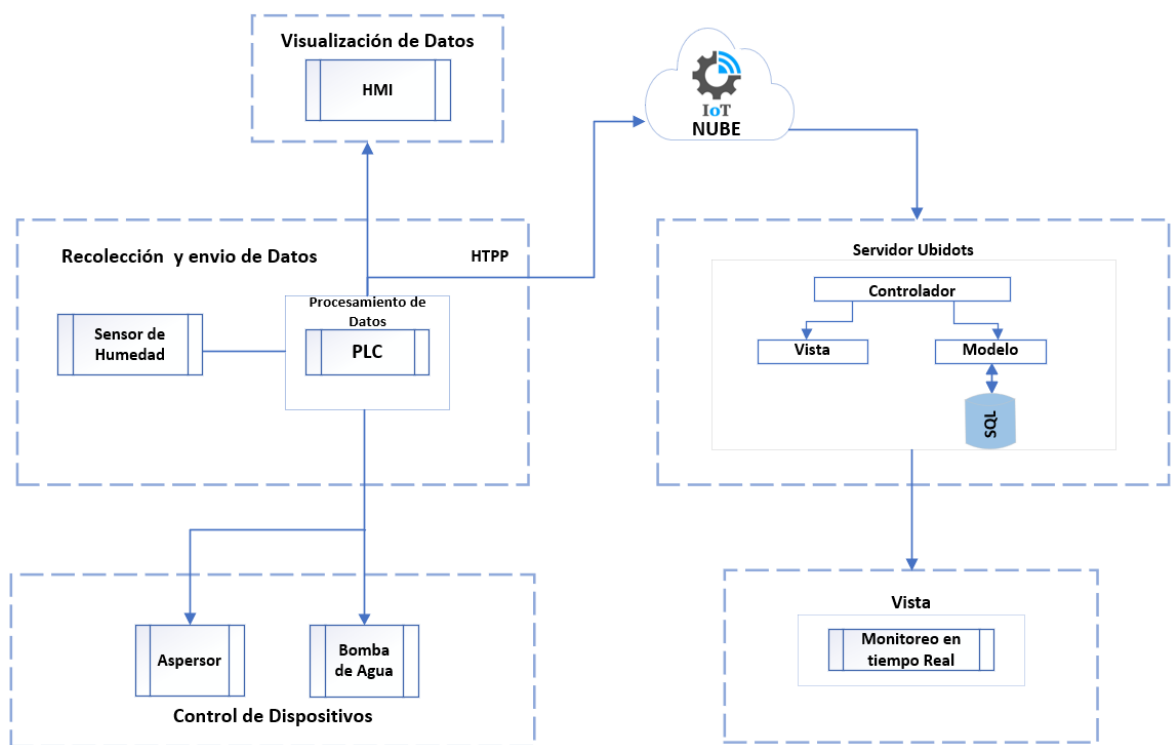 Visualización de Datos
HMI
IoT
NUBE
Recolección y envio de Datos
HTPP
Procesamiento de
Datos
PLC
Sensor de
Humedad
Servidor Ubidots
Controlador
Vista
Modelo
SQL
Aspersor
Bomba
de Agua
Control de Dispositivos
Vista
Monitoreo en
tiempo Real